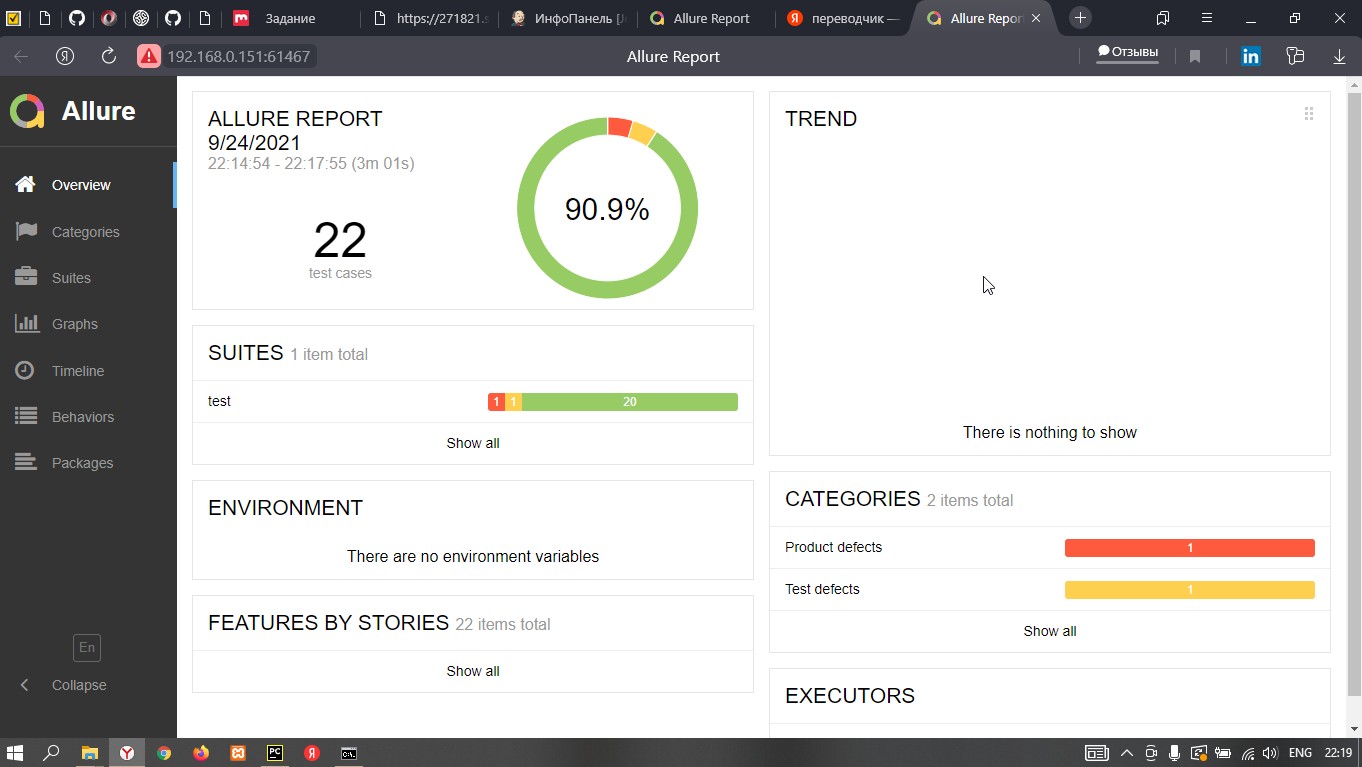 Задание
https://271821.s
ИнфоПанель [J
Allure Report
переводчик —
Allure Repor
192.168.0.151:61467
Allure Report
Отзывы
in
Allure
Overview
Categories
Suites
Graphs
Timeline
Behaviors
Packages
En
Collapse
ALLURE REPORT
9/24/2021
22:14:54 - 22:17:55 (3m 01s)
22
test cases
90.9%
SUITES 1 item total
test 1 1 20
Show all
ENVIRONMENT
There are no environment variables
FEATURES BY STORIES 22 items total
Show all
TREND
There is nothing to show
CATEGORIES 2 items total
Product defects 1
Test defects 1
Show all
EXECUTORS
PC
Я
C:\.
ENG
22:19